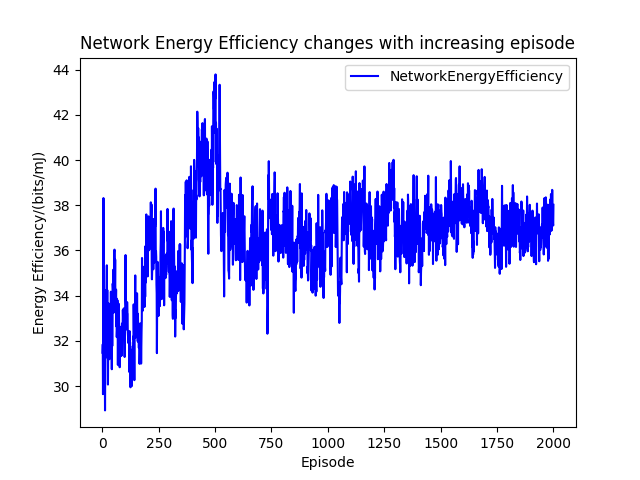 Network Energy Efficiency changes with increasing episode
NetworkEnergyEfficiency
Energy Efficiency/(bits/mJ)
44
42
40
38
36
34
32
30
0 250 500 750 1000 1250 1500 1750 2000
Episode